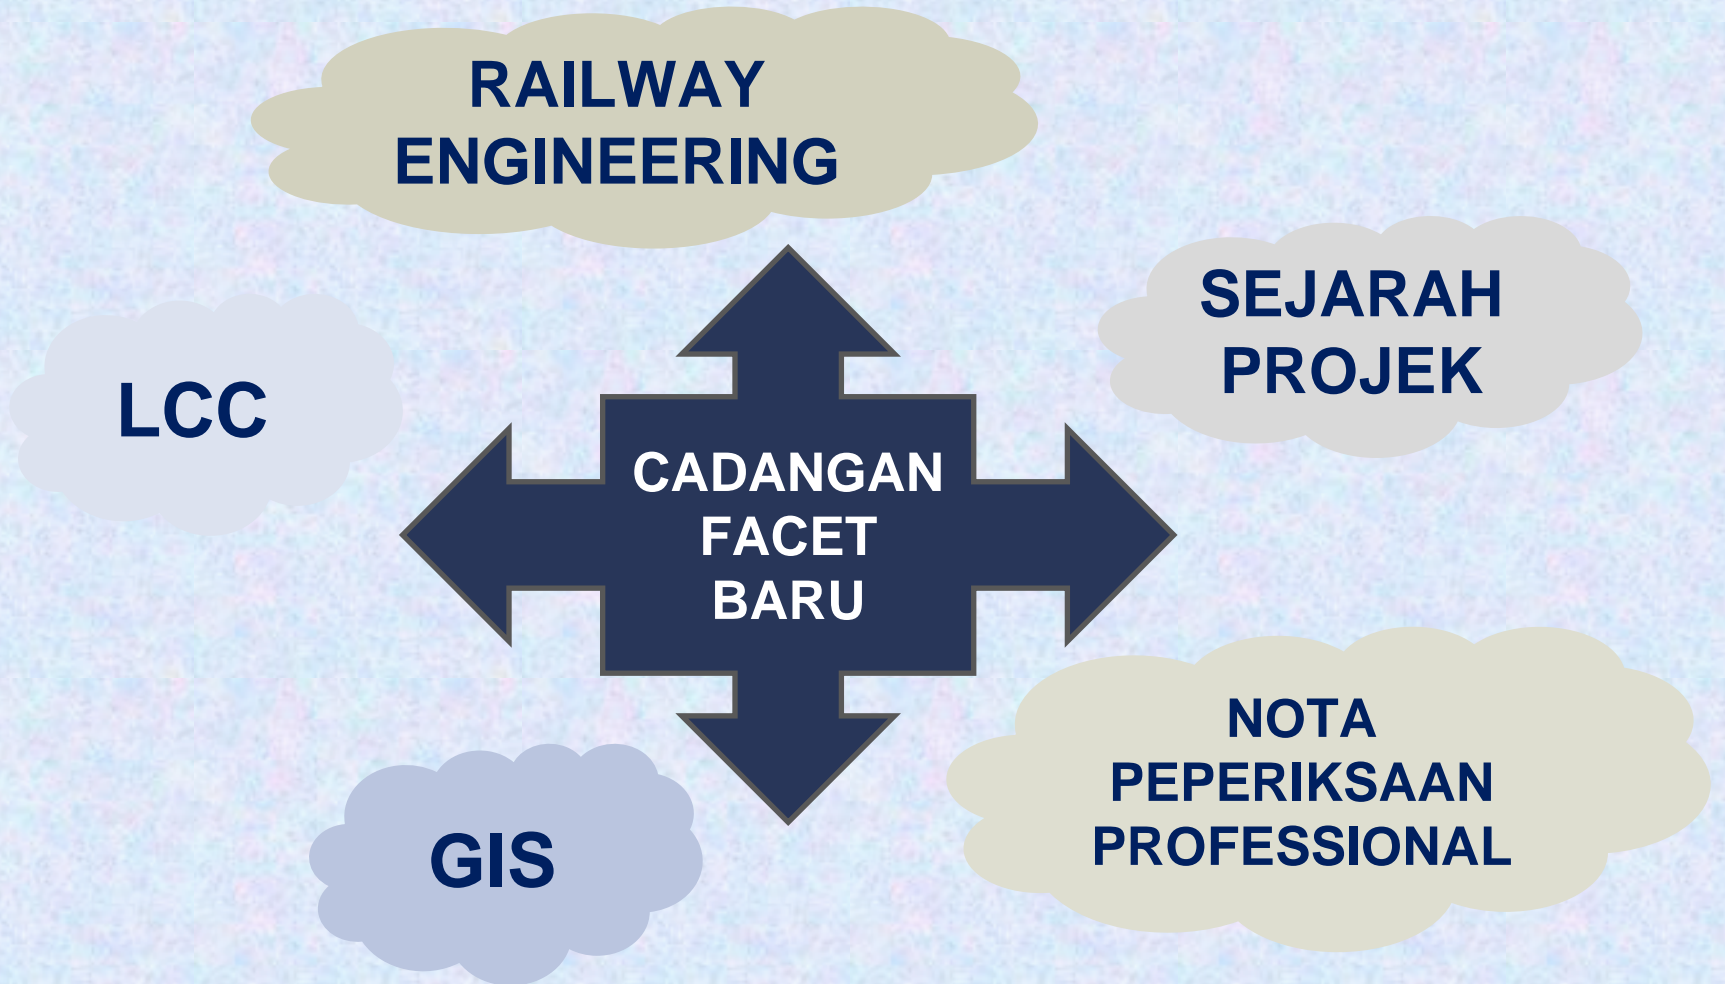 RAILWAY
ENGINEERING
SEJARAH
PROJEK
LCC
CADANGAN
FACET
BARU
NOTA
PEPERIKSAAN
PROFESSIONAL
GIS